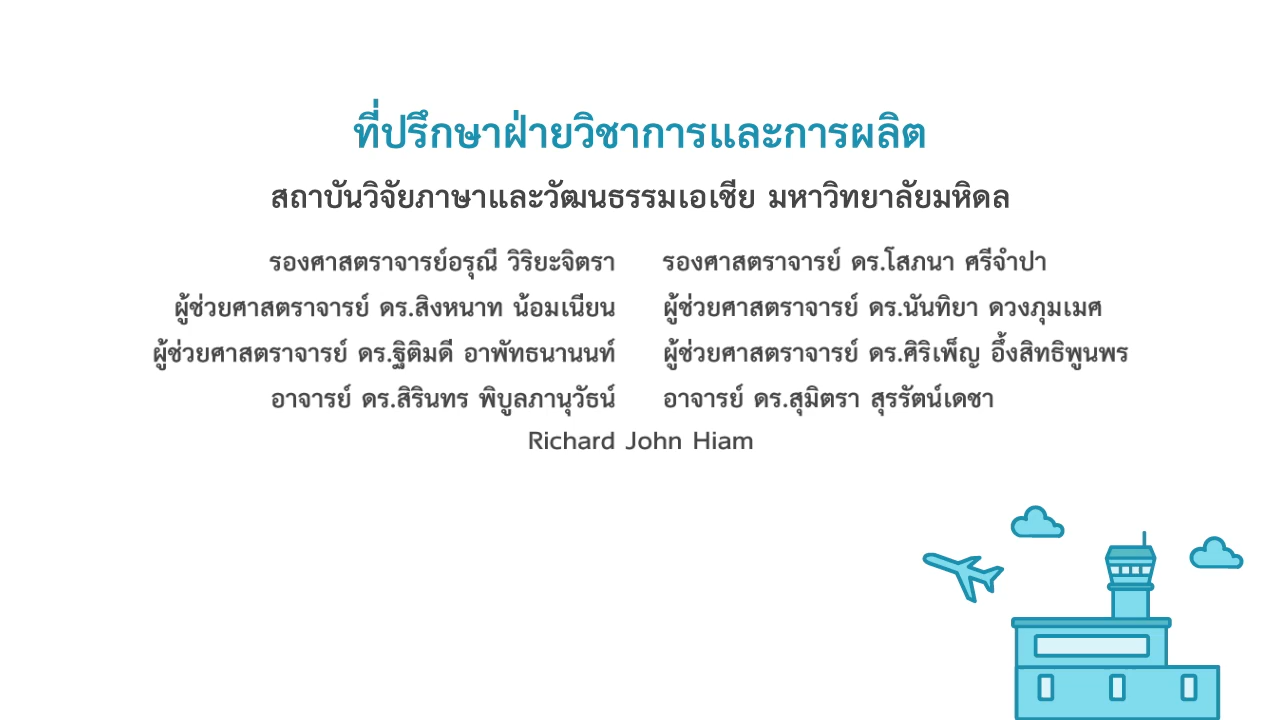 ที่ปรึกษาฝ่ายวิชาการและการผลิต
สถาบันวิจัยภาษาและวัฒนธรรมเอเชีย มหาวิทยาลัยมหิดล
รองศาสตราจารย์อรุณี วิริยะจิตรา รองศาสตราจารย์ ดร.โสภนา ศรีจำปา
ผู้ช่วยศาสตราจารย์ ดร.สิงหนาท น้อมเนียน ผู้ช่วยศาสตราจารย์ ดร.นันทิยา ดวงภุมเมศ
ผู้ช่วยศาสตราจารย์ ดร.ฐิติมดี อาพัทธนานนท์ ผู้ช่วยศาสตราจารย์ ดร.ศิริเพ็ญ อึ้งสิทธิพูนพร
อาจารย์ ดร.สิรินทร พิบูลภานุวัธน์ อาจารย์ ดร.สุมิตรา สุรรัตน์เดชา
Richard John Hiam